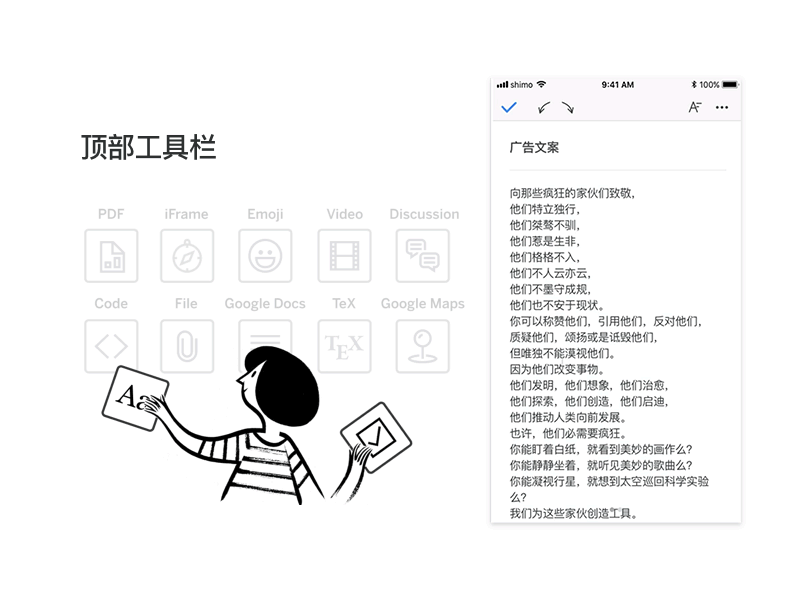 顶部工具栏
PDF
iFrame
Emoji
Video
Discussion
Code
File
Google Docs
TeX
Google Maps
TEX
Aa
shimo
9:41 AM
100%
A
广告文案
向那些疯狂的家伙们致敬，
他们特立独行，
他们桀骜不驯，
他们惹是生非，
他们格格不入，
他们不人云亦云，
他们不墨守成规，
他们也不安于现状。
你可以称赞他们，引用他们，反对他们，
质疑他们，颂扬或是诋毁他们，
但唯独不能漠视他们。
因为他们改变事物。
他们发明，他们想象，他们治愈，
他们探索，他们创造，他们启迪，
他们推动人类向前发展。
也许，他们必需要疯狂。
你能盯着白纸，就看到美妙的画作么？
你能静静坐着，就听见美妙的歌曲么？
你能凝视行星，就想到太空巡回科学实验
么？
我们为这些家伙创造工具。